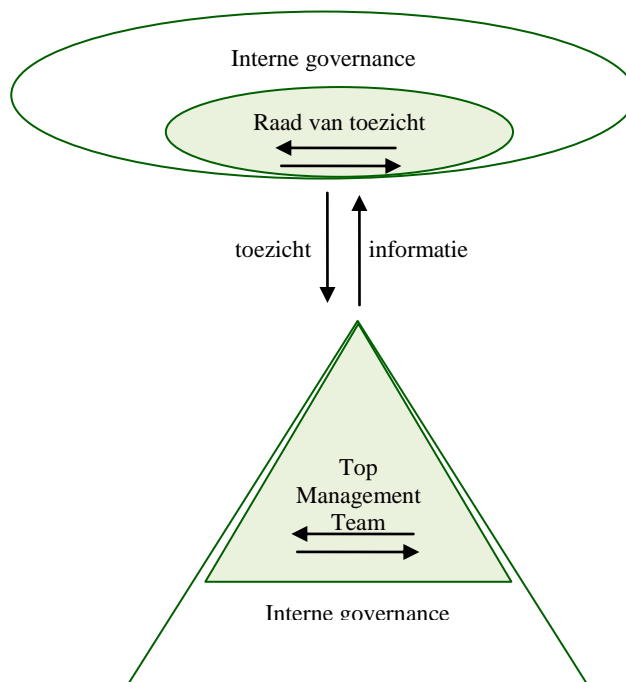 Interne governance
Raad van toezicht
toezicht
informatie
Top
Management
Team
Interne governance